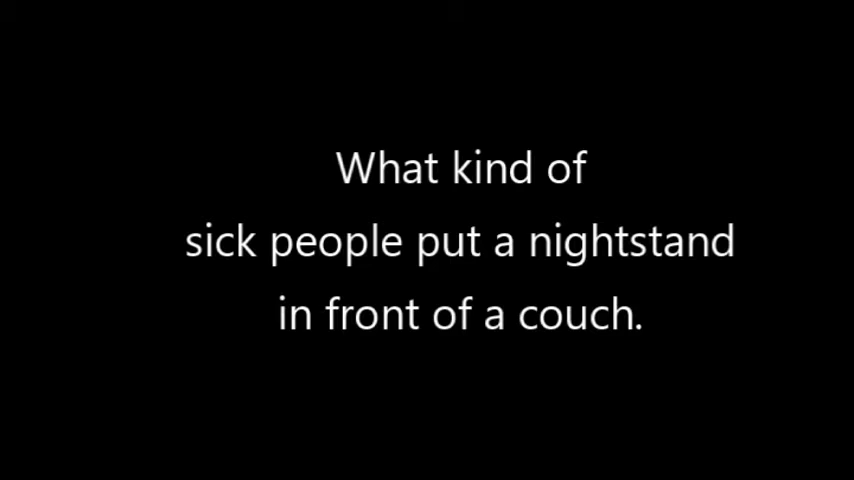 What kind of
sick people put a nightstand
in front of a couch.